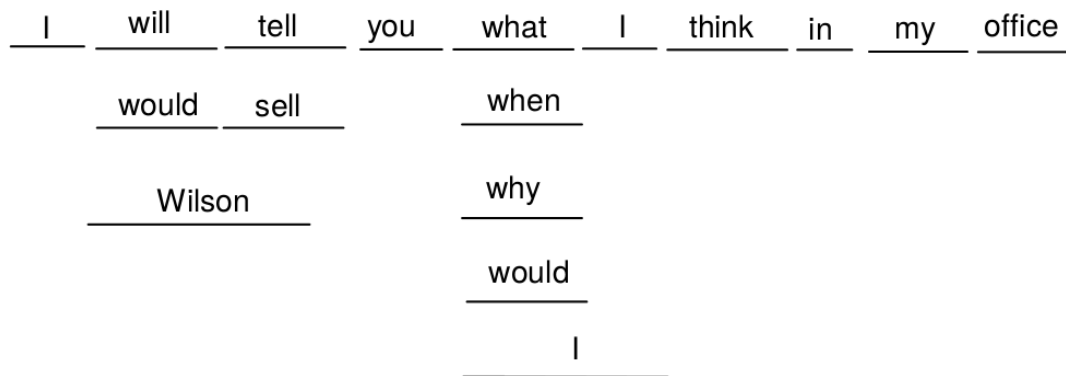 I will tell you what I think in my office
would sell when
Wilson why
would
I